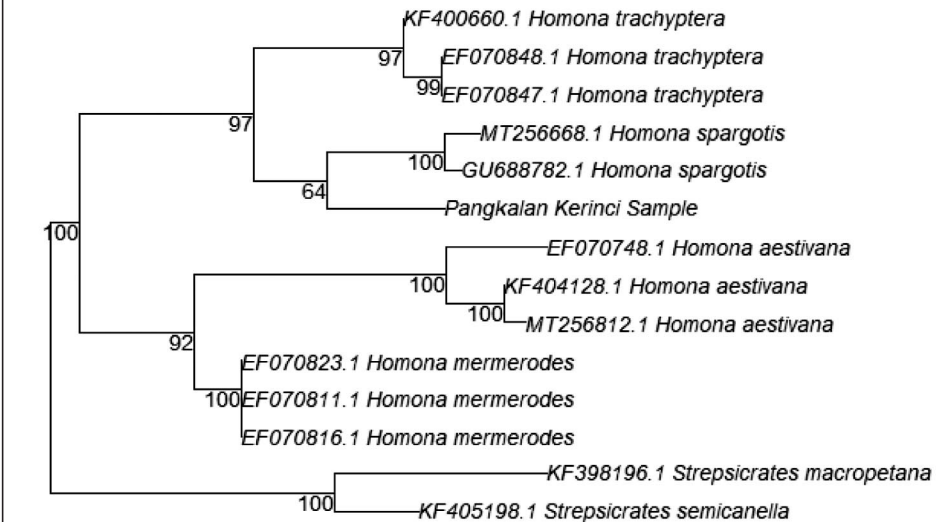 KF400660.1 Homona trachyptera
97
EF070848.1 Homona trachyptera
99
EF070847.1 Homona trachyptera
97
MT256668.1 Homona spargotis
100
GU688782.1 Homona spargotis
64
Pangkalan Kerinci Sample
100
EF070748.1 Homona aestivana
100
KF404128.1 Homona aestivana
100
MT256812.1 Homona aestivana
92
EF070823.1 Homona mermerodes
100
EF070811.1 Homona mermerodes
EF070816.1 Homona mermerodes
KF398196.1 Strepsicrates macropetana
100
KF405198.1 Strepsicrates semicanella